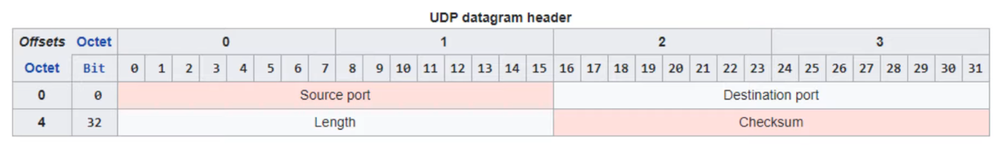 UDP datagram header
Offsets Octet 0 1 2 3
Octet Bit 0 1 2 3 4 5 6 7 8 9 10 11 12 13 14 15 16 17 18 19 20 21 22 23 24 25 26 27 28 29 30 31
0 0 Source port Destination port
4 32 Length Checksum